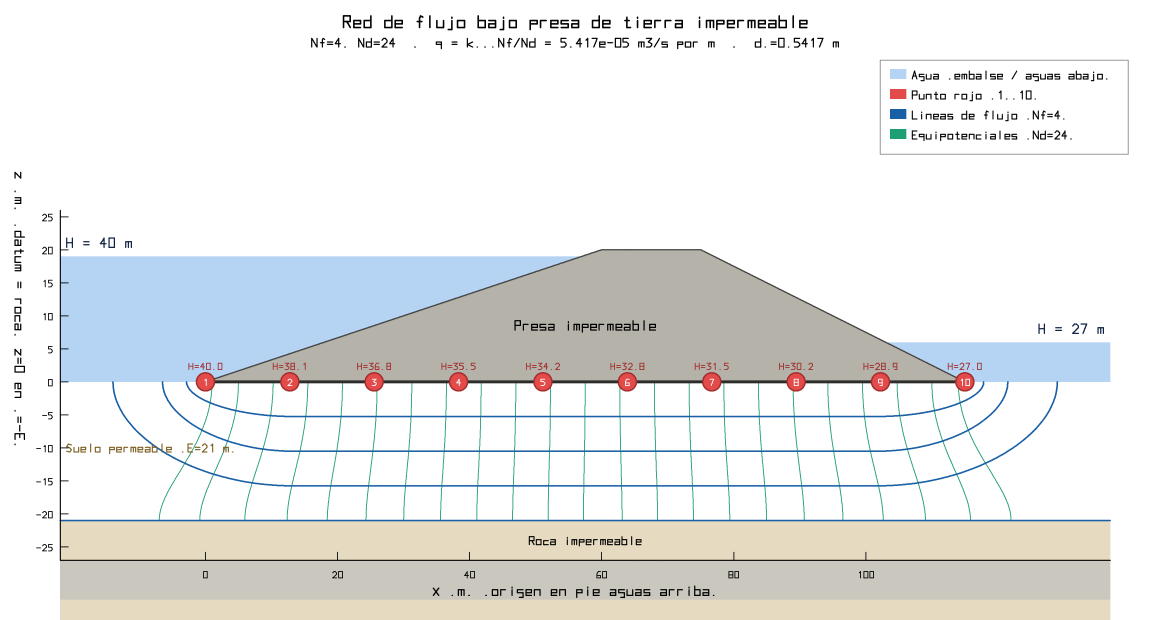 Red de flujo bajo presa de tierra impermeable
Nf=4. Nd=24 . q = k...Nf/Nd = 5.417e-05 m3/s por m . d.=0.5417 m
Agua .embalse / aguas abajo.
Punto rojo .1..10.
Lineas de flujo .Nf=4.
Equipotenciales .Nd=24.
z .m. .datum = roca. z=0 en .=-E.
25
20
15
10
5
0
-5
-10
-15
-20
-25
H = 40 m
H = 27 m
Presa impermeable
H=40.0 H=38.1 H=36.8 H=35.5 H=34.2 H=32.8 H=31.5 H=30.2 H=28.9 H=27.0
1 2 3 4 5 6 7 8 9 10
Suelo permeable .E=21 m.
Roca impermeable
0 20 40 60 80 100
x .m. .origen en pie aguas arriba.